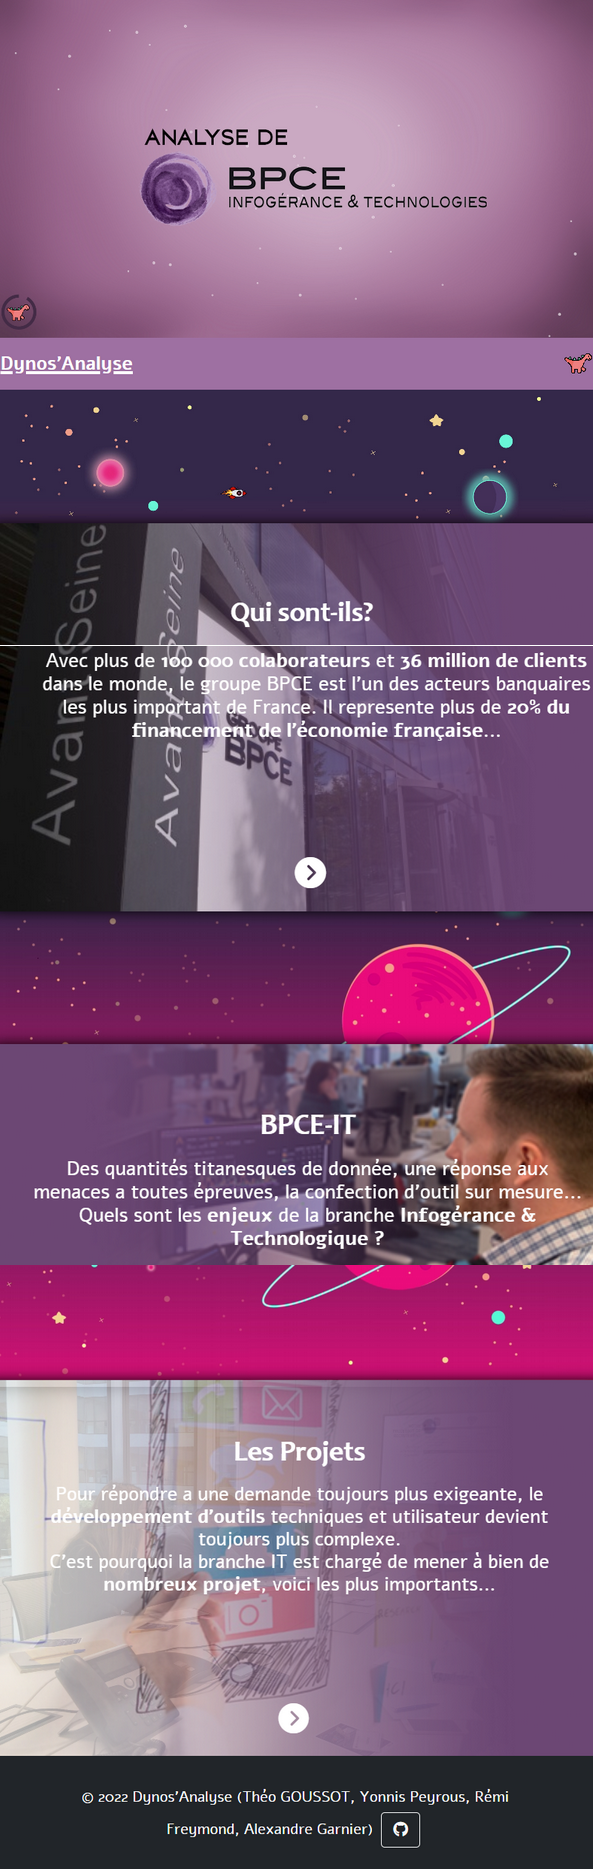 ANALYSE DE
BPCE
INFOGÉRANCE & TECHNOLOGIES
Dynos'Analyse
Avant Seine
Avant Seine
GROUPE
BPCE
Qui sont-ils?
Avec plus de 100 000 colaborateurs et 36 million de clients
dans le monde, le groupe BPCE est l'un des acteurs banquaires
les plus important de France. Il represente plus de 20% du
financement de l'économie française...
BPCE-IT
Des quantités titanesques de donnée, une réponse aux
menaces a toutes épreuves, la confection d'outil sur mesure...
Quels sont les enjeux de la branche Infogérance &
Technologique ?
Les Projets
Pour répondre a une demande toujours plus exigeante, le
développement d'outils techniques et utilisateur devient
toujours plus complexe.
C'est pourquoi la branche IT est chargé de mener à bien de
nombreux projet, voici les plus importants...
© 2022 Dynos'Analyse (Théo GOUSSOT, Yonnis Peyrous, Rémi
Freymond, Alexandre Garnier)